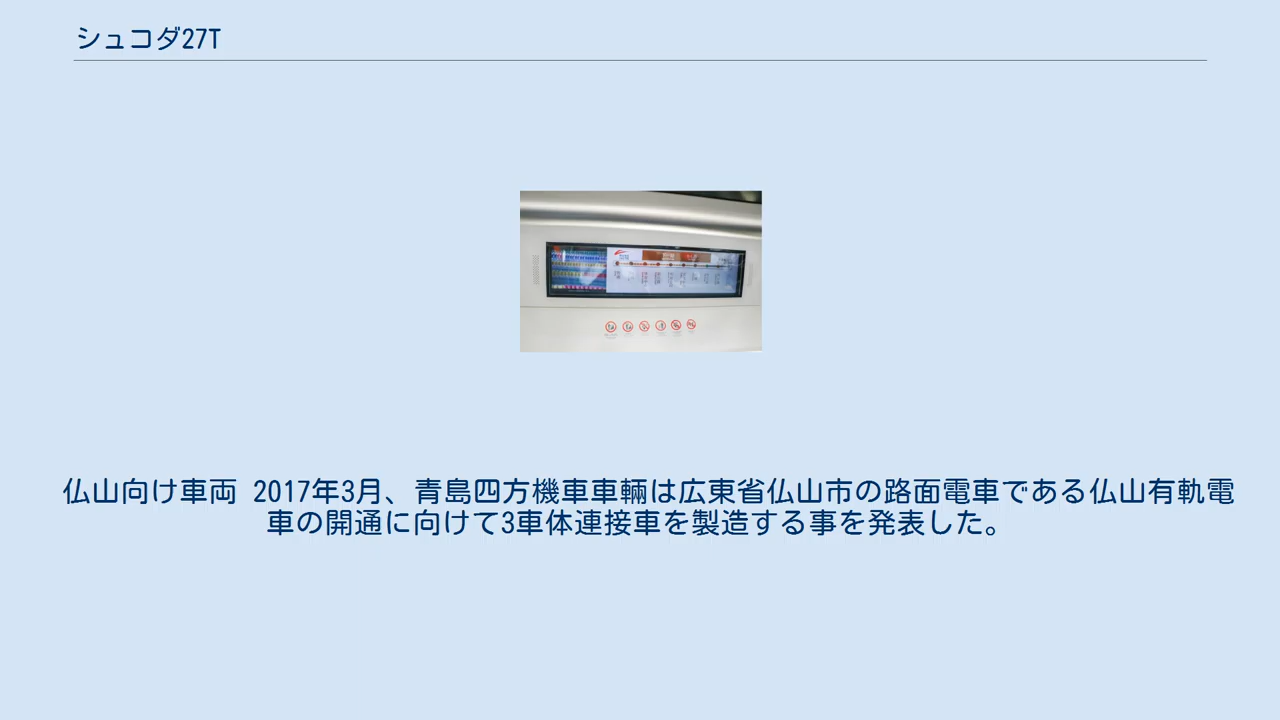 シュコダ27T
仏山向け車両 2017年3月、青島四方機車車輛は広東省仏山市の路面電車である仏山有軌電
車の開通に向けて3車体連接車を製造する事を発表した。